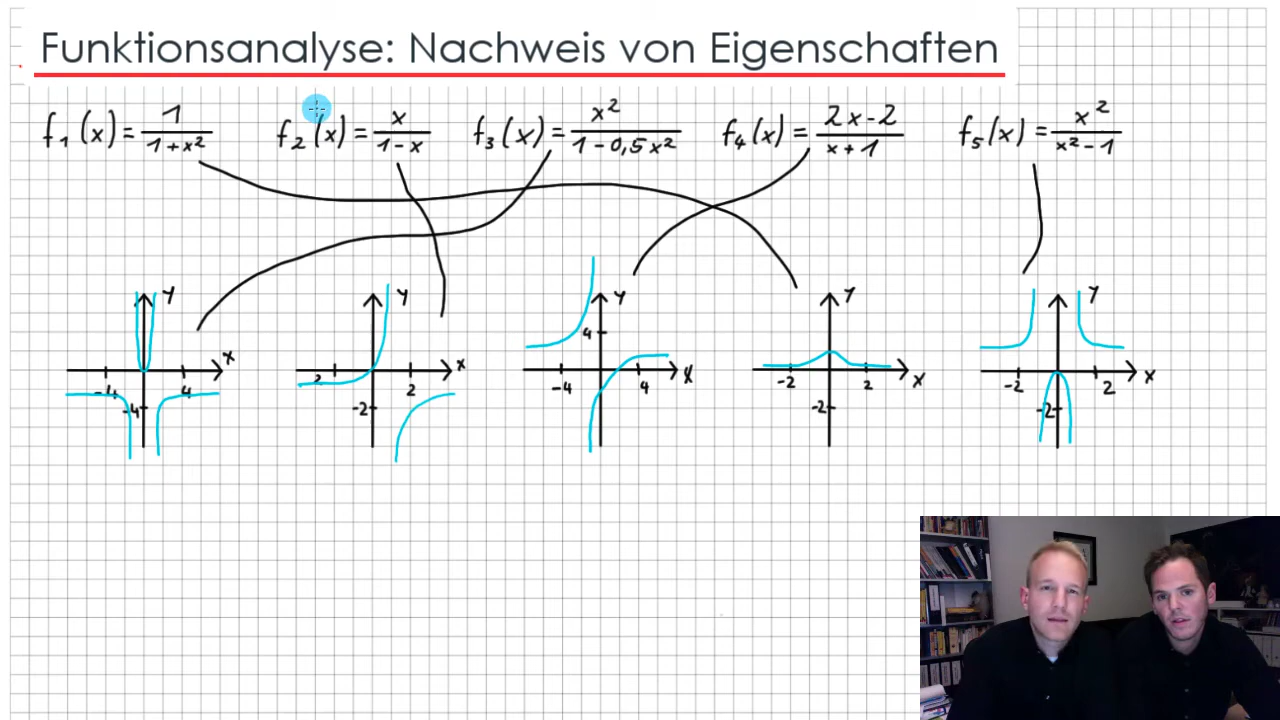 Funktionsanalyse: Nachweis von Eigenschaften
f₁(x) = 1/(1+x²) f₂(x) = x/(1-x) f₃(x) = x²/(1-0,5x²) f₄(x) = (2x-2)/(x+1) f₅(x) = x²/(x²-1)
y y y y y
4
x x x x x
-4 4 2 2 -4 4 -2 2 -2 2
-4 -2 -2 -2